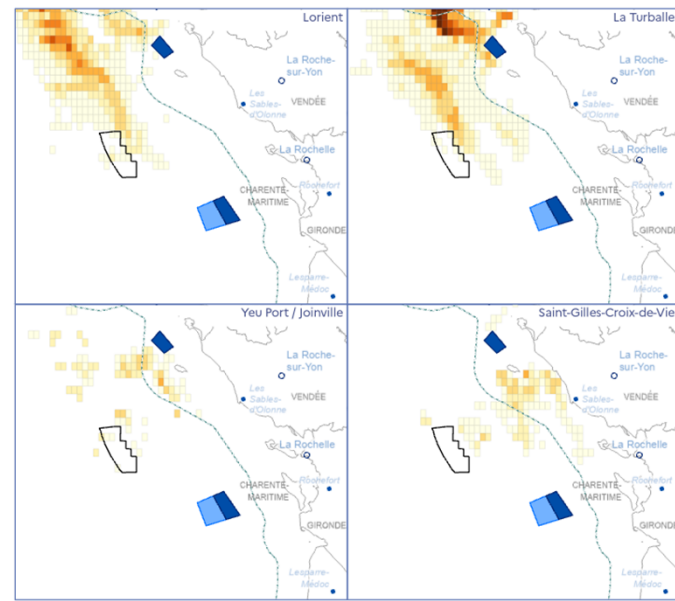 Lorient
La Roche-
sur-Yon
Les
Sables-
d'Olonne
VENDÉE
La Rochelle
Rochefort
CHARENTE-
MARITIME
GIRONDE
Lesparre-
Médoc
La Turballe
La Roche-
sur-Yon
Les
Sables-
d'Olonne
VENDÉE
La Rochelle
Rochefort
CHARENTE-
MARITIME
GIRONDE
Lesparre-
Médoc
Yeu Port / Joinville
La Roche-
sur-Yon
Les
Sables-
d'Olonne
VENDÉE
La Rochelle
Rochefort
CHARENTE-
MARITIME
GIRONDE
Lesparre-
Médoc
Saint-Gilles-Croix-de-Vie
La Roche-
sur-Yon
Les
Sables-
d'Olonne
VENDÉE
La Rochelle
Rochefort
CHARENTE-
MARITIME
GIRONDE
Lesparre-
Médoc